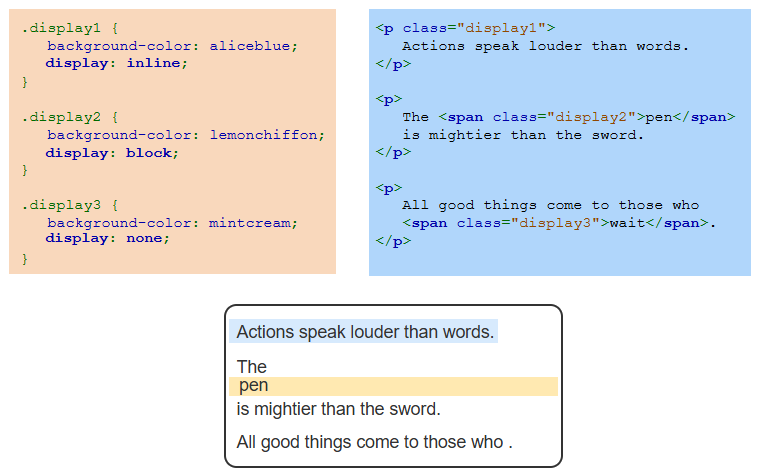 .display1 {
background-color: aliceblue;
display: inline;
}
.display2 {
background-color: lemonchiffon;
display: block;
}
.display3 {
background-color: mintcream;
display: none;
}
<p class="display1">
Actions speak louder than words.
</p>
<p>
The <span class="display2">pen</span>
is mightier than the sword.
</p>
<p>
All good things come to those who
<span class="display3">wait</span>.
</p>
Actions speak louder than words.
The
pen
is mightier than the sword.
All good things come to those who .